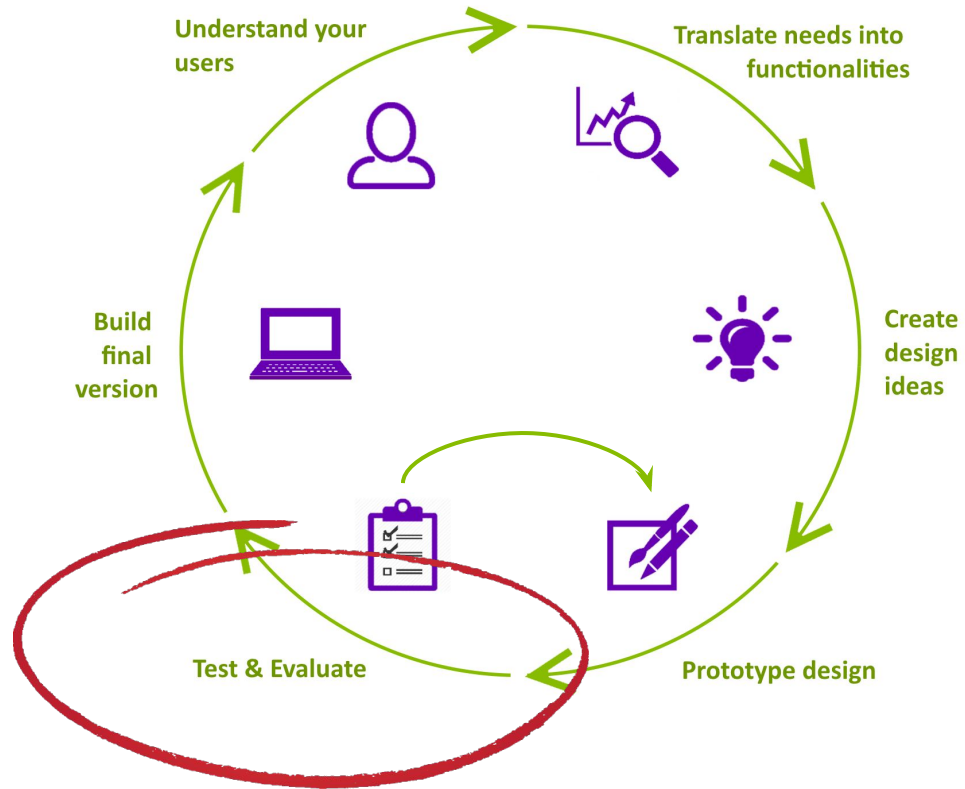 Understand your
users
Translate needs into
functionalities
Create
design
ideas
Prototype design
Test & Evaluate
Build
final
version